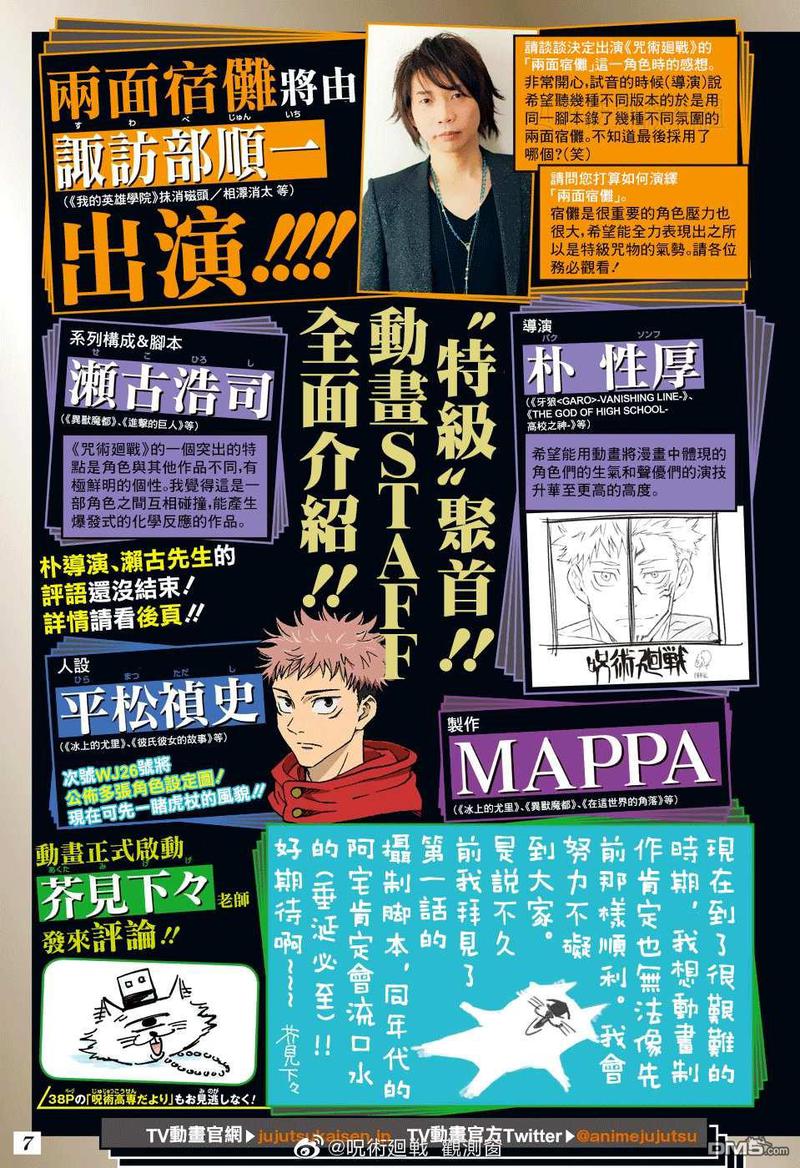 兩面宿儺將由
すわべ じゅんいち
諏訪部順一
(《我的英雄學院》抹消磁頭／相澤消太 等)
出演!!!!
請談談決定出演《咒術迴戰》的
「兩面宿儺」這一角色時的感想。
非常開心，試音的時候（導演）說
希望聽幾種不同版本的於是用
同一腳本錄了幾種不同氛圍的
兩面宿儺。不知道最後採用了
哪個？(笑)
請問您打算如何演繹
「兩面宿儺」。
宿儺是很重要的角色壓力也
很大，希望能全力表現出之所
以是特級咒物的氣勢。請各位
務必觀看！
“特級”聚首!!
動畫STAFF
全面介紹!!
系列構成&腳本
せこ ひろし
瀨古浩司
(《異獸魔都》、《進擊的巨人》等)
《咒術迴戰》的一個突出的特
點是角色與其他作品不同，有
極鮮明的個性。我覺得這是一
部角色之間互相碰撞，能產生
爆發式的化學反應的作品。
朴導演、瀨古先生的
評語還沒結束！
詳情請看後頁!!
導演
パク ソンフ
朴 性厚
(《牙狼<GARO>-VANISHING LINE-》、
《THE GOD OF HIGH SCHOOL-
高校之神-》等)
希望能用動畫將漫畫中體現的
角色們的生氣和聲優們的演技
升華至更高的高度。
呪術廻戦
人設
ひらまつ ただし
平松禎史
(《冰上的尤里》、《彼氏彼女的故事》等)
次號WJ26號將
公佈多張角色設定圖！
現在可先一賭虎杖的風貌!!
製作
MAPPA
(《冰上的尤里》、《異獸魔都》、《在這世界的角落》等)
動畫正式啟動
あくたみ げげ
芥見下々老師
發來評論!!
現在到了很艱難的
時期，我想動畫制
作肯定也無法像先
前那樣順利。我會
努力不礙
到大家。
是說不久
前我拜見了
第一話的
攝制腳本，同年代的
阿宅肯定會流口水
的（垂涎必至）!!
好期待啊~~~~
芥見下々
38Pの「呪術高専だより」もお見逃しなく！
7
TV動畫官網▶jujutsukaisen.jp TV動畫官方Twitter▶@animejujutsu
@呪術廻戦_觀測窗
DM5.com